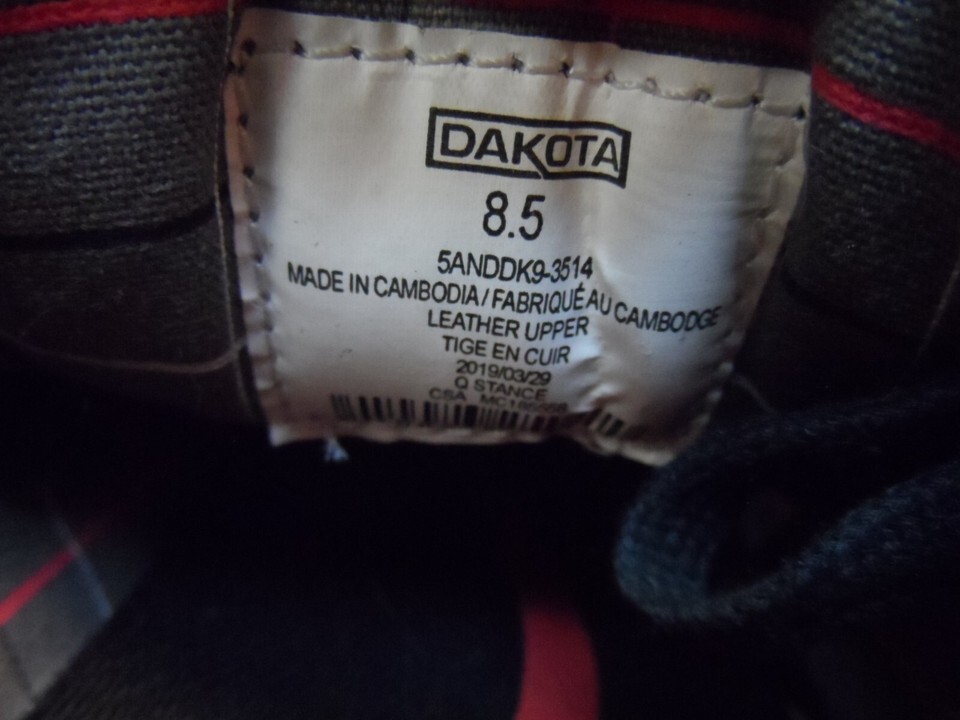 DAKOTA
8.5
5ANDDK9-3514
MADE IN CAMBODIA / FABRIQUÉ AU CAMBODGE
LEATHER UPPER
TIGE EN CUIR
2019/03/29
Q STANCE
CSA